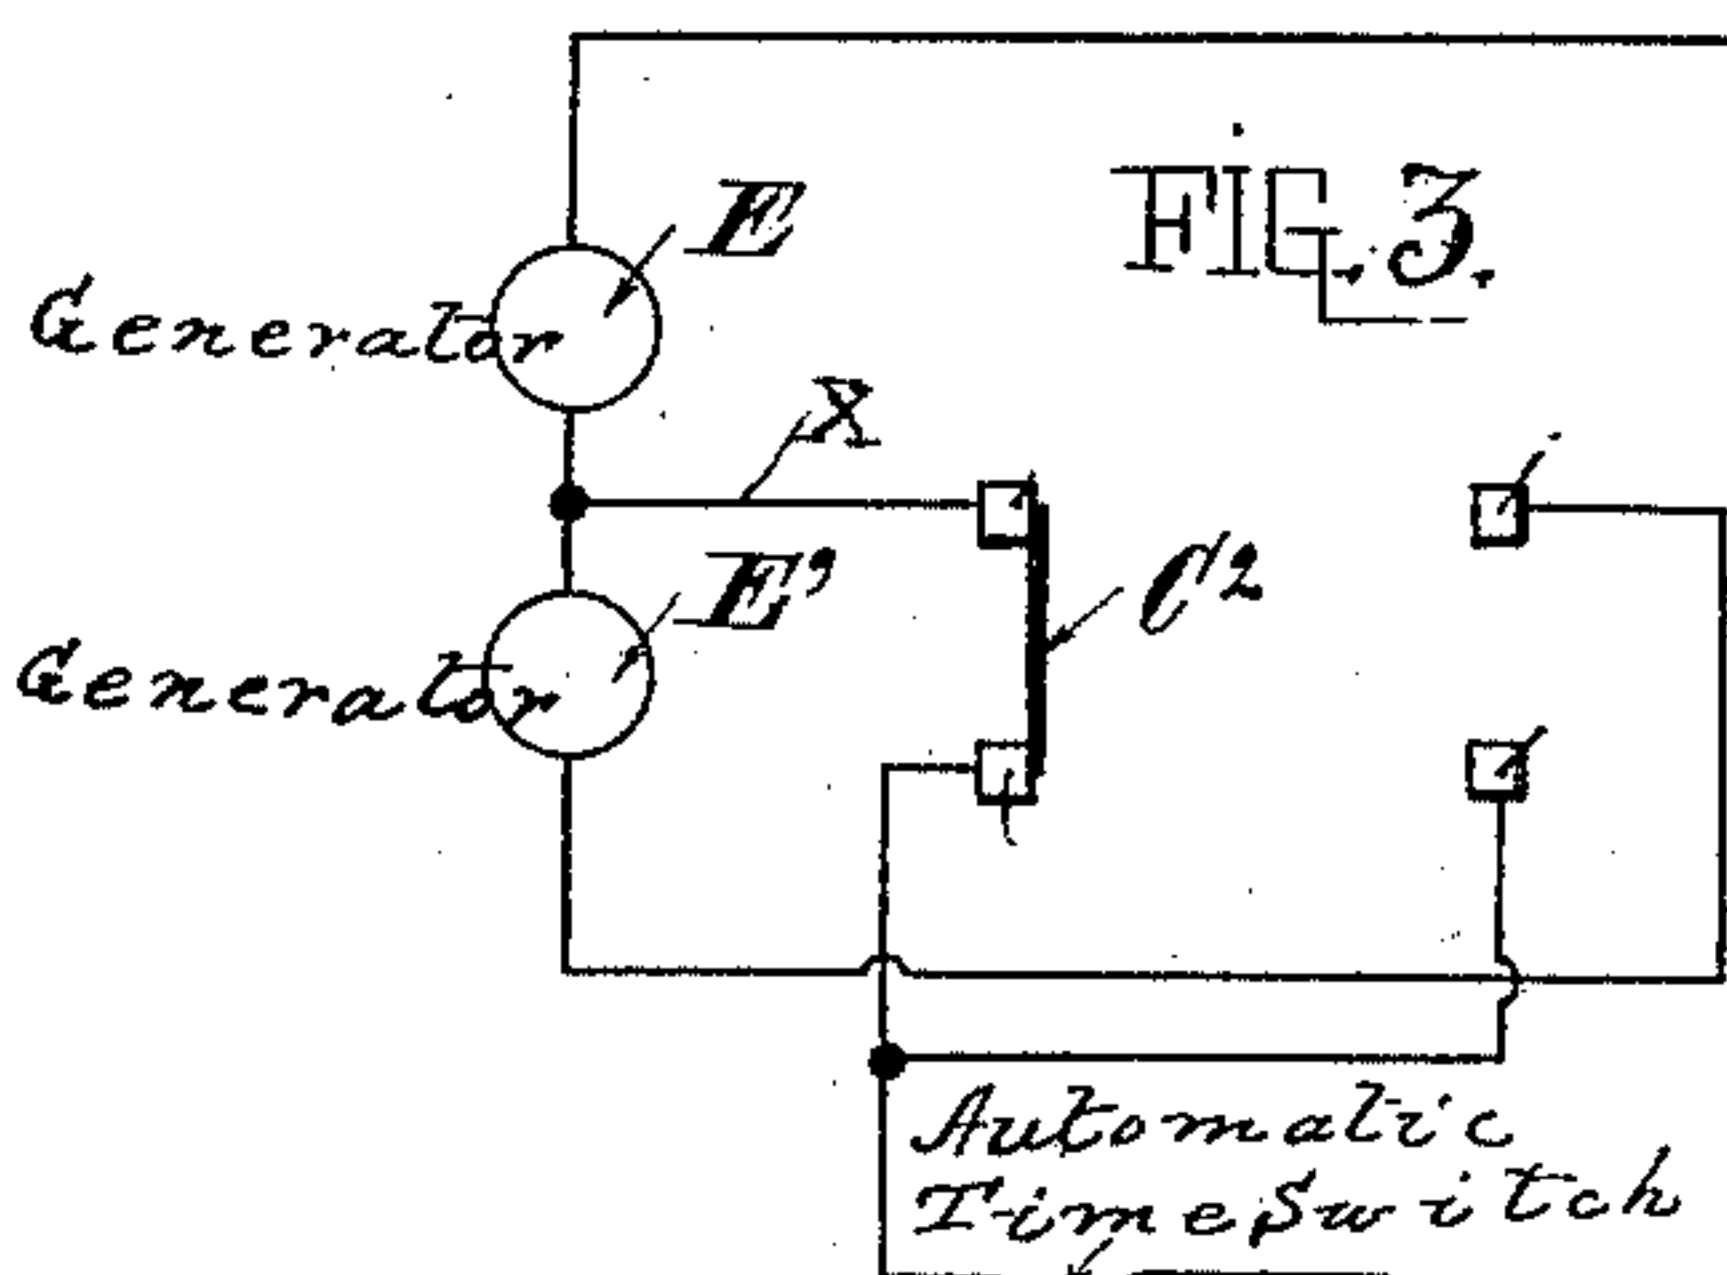 E
FIG. 3.
Generator
X
E'
C2
Generator
Automatic
Time Switch